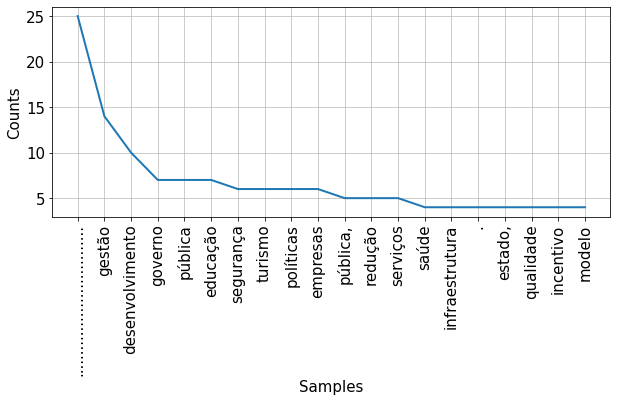 Counts
25
20
15
10
5
................................
gestão
desenvolvimento
governo
pública
educação
segurança
turismo
políticas
empresas
pública,
redução
serviços
saúde
infraestrutura
.
estado,
qualidade
incentivo
modelo
Samples